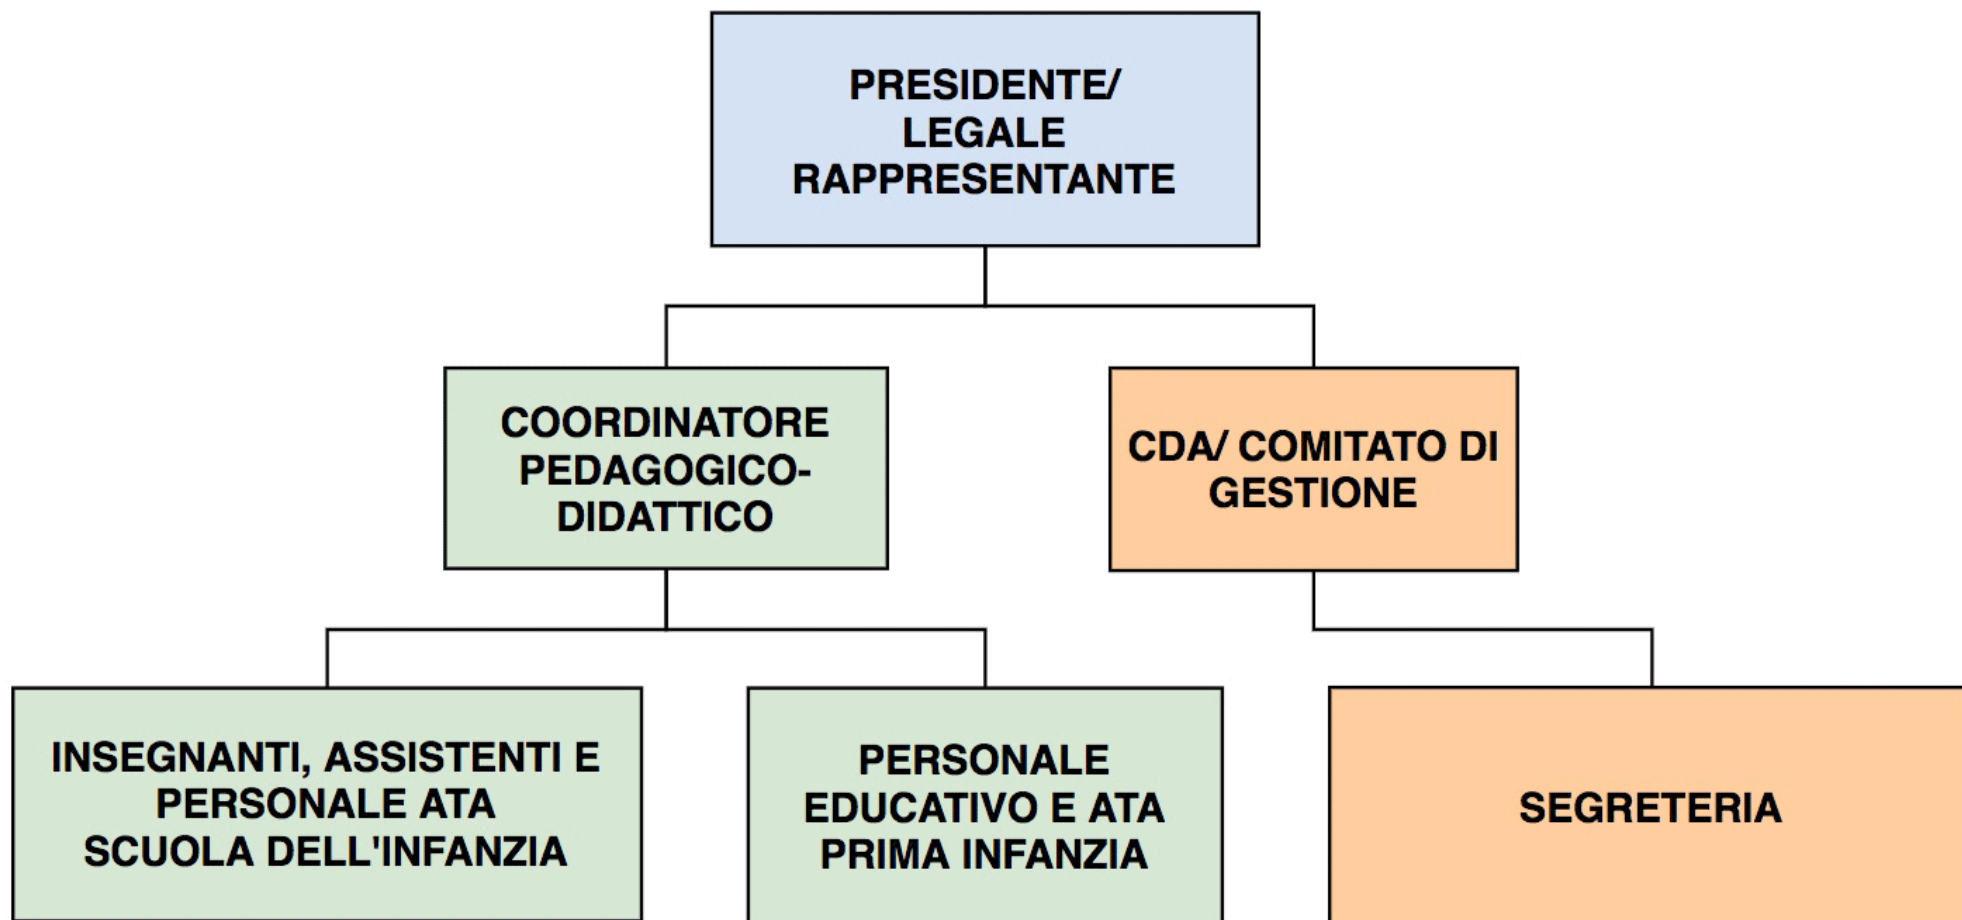 PRESIDENTE/
LEGALE
RAPPRESENTANTE
COORDINATORE
PEDAGOGICO-
DIDATTICO
CDA/ COMITATO DI
GESTIONE
INSEGNANTI, ASSISTENTI E
PERSONALE ATA
SCUOLA DELL'INFANZIA
PERSONALE
EDUCATIVO E ATA
PRIMA INFANZIA
SEGRETERIA